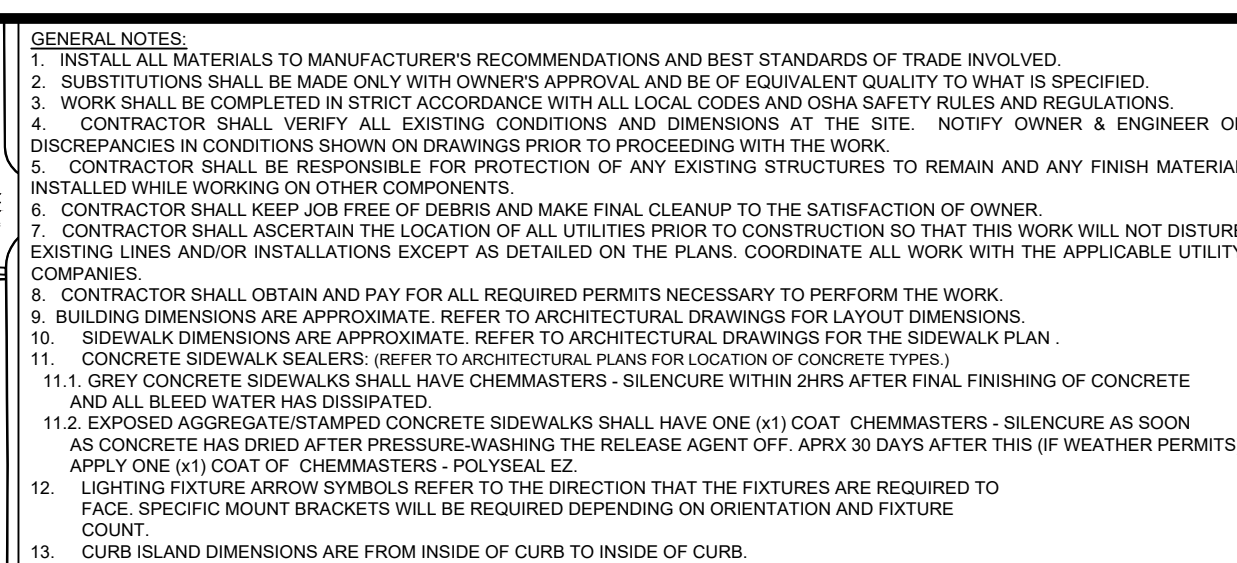 GENERAL NOTES:
1. INSTALL ALL MATERIALS TO MANUFACTURER'S RECOMMENDATIONS AND BEST STANDARDS OF TRADE INVOLVED.
2. SUBSTITUTIONS SHALL BE MADE ONLY WITH OWNER'S APPROVAL AND BE OF EQUIVALENT QUALITY TO WHAT IS SPECIFIED.
3. WORK SHALL BE COMPLETED IN STRICT ACCORDANCE WITH ALL LOCAL CODES AND OSHA SAFETY RULES AND REGULATIONS.
4. CONTRACTOR SHALL VERIFY ALL EXISTING CONDITIONS AND DIMENSIONS AT THE SITE. NOTIFY OWNER & ENGINEER
DISCREPANCIES IN CONDITIONS SHOWN ON DRAWINGS PRIOR TO PROCEEDING WITH THE WORK.
5. CONTRACTOR SHALL BE RESPONSIBLE FOR PROTECTION OF ANY EXISTING STRUCTURES TO REMAIN AND ANY FINISH MATERIAL
INSTALLED WHILE WORKING ON OTHER COMPONENTS.
6. CONTRACTOR SHALL KEEP JOB FREE OF DEBRIS AND MAKE FINAL CLEANUP TO THE SATISFACTION OF OWNER.
7. CONTRACTOR SHALL ASCERTAIN THE LOCATION OF ALL UTILITIES PRIOR TO CONSTRUCTION SO THAT THIS WORK WILL NOT DISTURB
EXISTING LINES AND/OR INSTALLATIONS EXCEPT AS DETAILED ON THE PLANS. COORDINATE ALL WORK WITH THE APPLICABLE UTILITY
COMPANIES.
8. CONTRACTOR SHALL OBTAIN AND PAY FOR ALL REQUIRED PERMITS NECESSARY TO PERFORM THE WORK.
9. BUILDING DIMENSIONS ARE APPROXIMATE. REFER TO ARCHITECTURAL DRAWINGS FOR LAYOUT DIMENSIONS.
10. SIDEWALK DIMENSIONS ARE APPROXIMATE. REFER TO ARCHITECTURAL DRAWINGS FOR THE SIDEWALK PLAN .
11. CONCRETE SIDEWALK SEALERS: (REFER TO ARCHITECTURAL PLANS FOR LOCATION OF CONCRETE TYPES.)
11.1. GREY CONCRETE SIDEWALKS SHALL HAVE CHEMMASTERS - SILENCURE WITHIN 2HRS AFTER FINAL FINISHING OF CONCRETE
AND ALL BLEED WATER HAS DISSIPATED.
11.2. EXPOSED AGGREGATE/STAMPED CONCRETE SIDEWALKS SHALL HAVE ONE (x1) COAT CHEMMASTERS - SILENCURE AS SOON
AS CONCRETE HAS DRIED AFTER PRESSURE-WASHING THE RELEASE AGENT OFF. APRX 30 DAYS AFTER THIS (IF WEATHER PERMITS
APPLY ONE (x1) COAT OF CHEMMASTERS - POLYSEAL EZ.
12. LIGHTING FIXTURE ARROW SYMBOLS REFER TO THE DIRECTION THAT THE FIXTURES ARE REQUIRED TO
FACE. SPECIFIC MOUNT BRACKETS WILL BE REQUIRED DEPENDING ON ORIENTATION AND FIXTURE
COUNT.
13. CURB ISLAND DIMENSIONS ARE FROM INSIDE OF CURB TO INSIDE OF CURB.